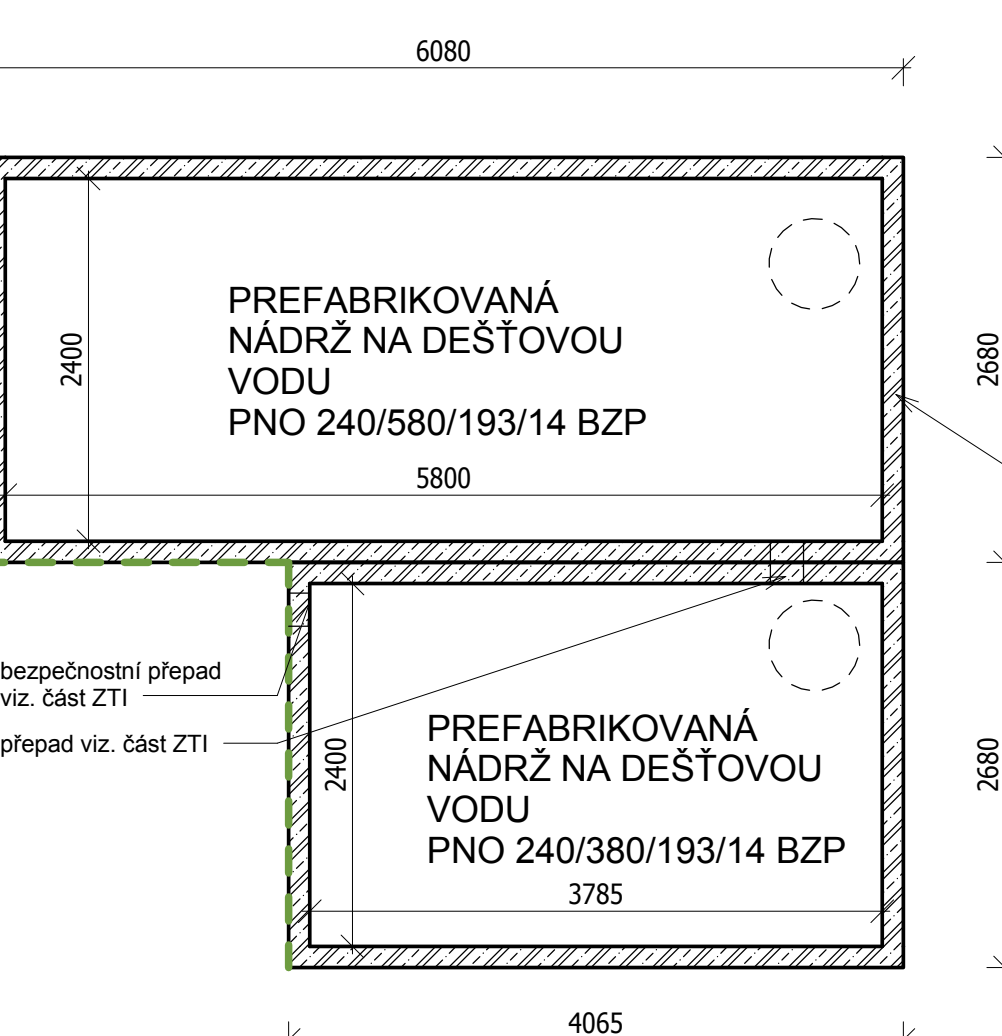 6080
PREFABRIKOVANÁ
NÁDRŽ NA DEŠŤOVOU
VODU
PNO 240/580/193/14 BZP
2400
2680
5800
bezpečnostní přepad
viz. část ZTI
přepad viz. část ZTI
PREFABRIKOVANÁ
NÁDRŽ NA DEŠŤOVOU
VODU
PNO 240/380/193/14 BZP
2400
2680
3785
4065